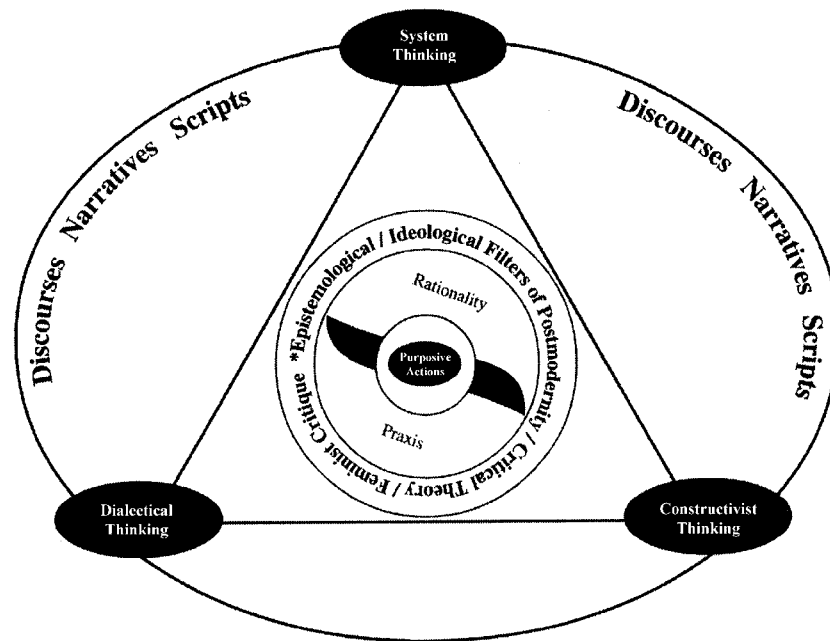 System
Thinking
Discourses Narratives Scripts
Discourses Narratives Scripts
*Epistemological / Ideological Filters of Postmodernity / Critical Theory / Feminist Critique
Rationality
Purposive
Actions
Praxis
Dialectical
Thinking
Constructivist
Thinking